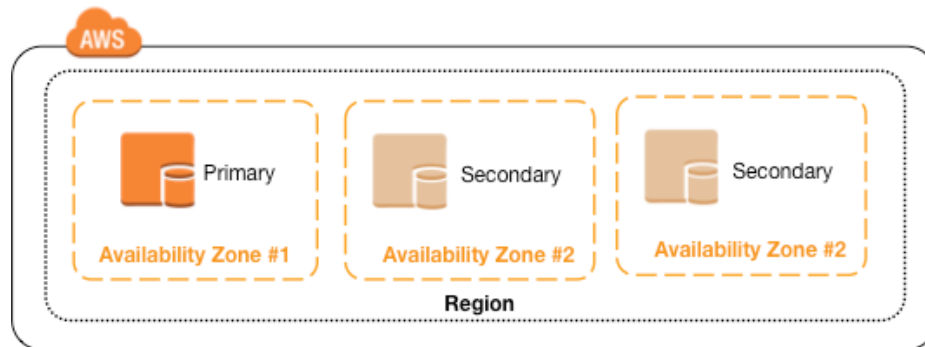 AWS
Primary
Secondary
Secondary
Availability Zone #1
Availability Zone #2
Availability Zone #2
Region